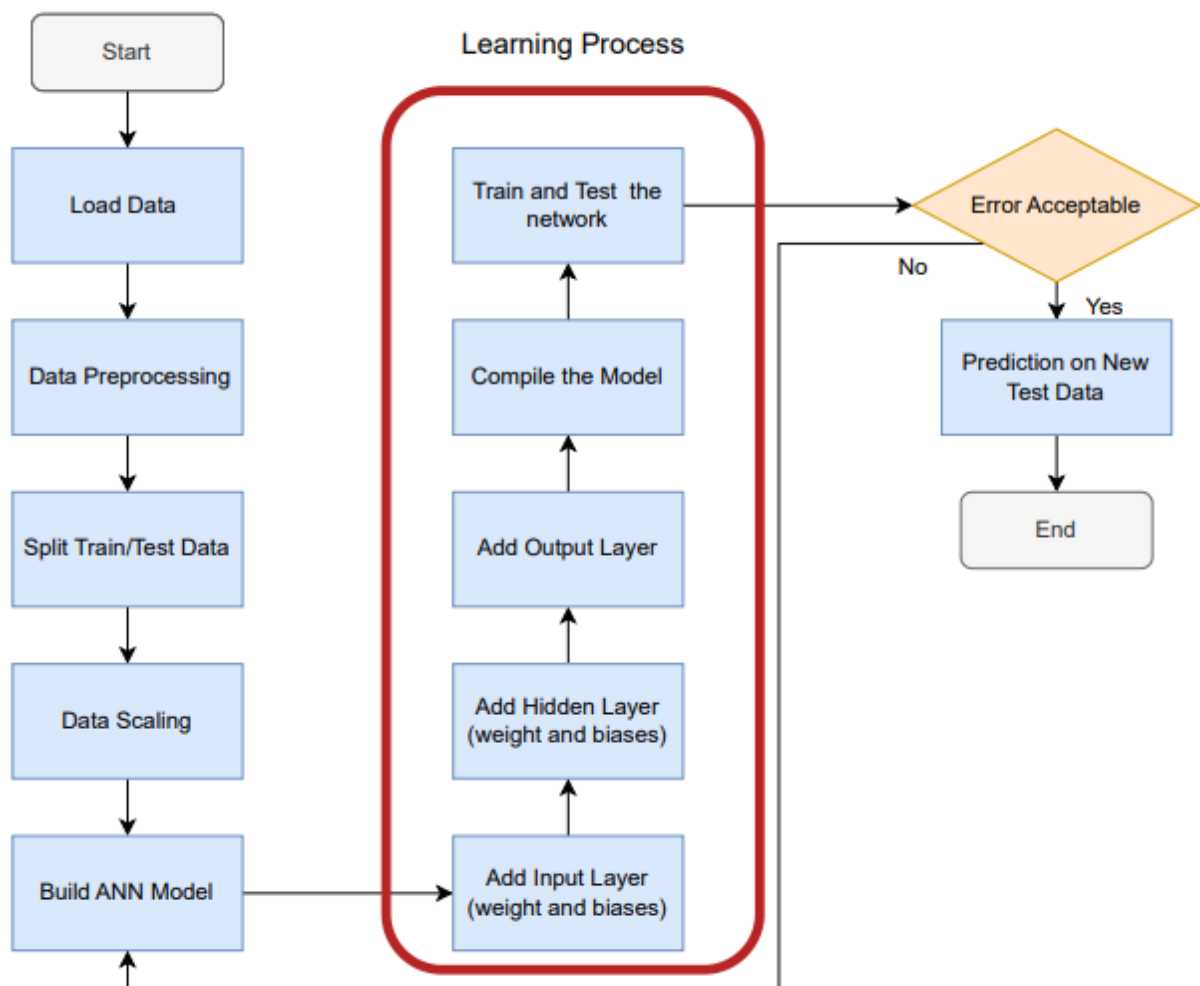 Start
Load Data
Data Preprocessing
Split Train/Test Data
Data Scaling
Build ANN Model
Learning Process
Train and Test the
network
Compile the Model
Add Output Layer
Add Hidden Layer
(weight and biases)
Add Input Layer
(weight and biases)
Error Acceptable
No
Yes
Prediction on New
Test Data
End